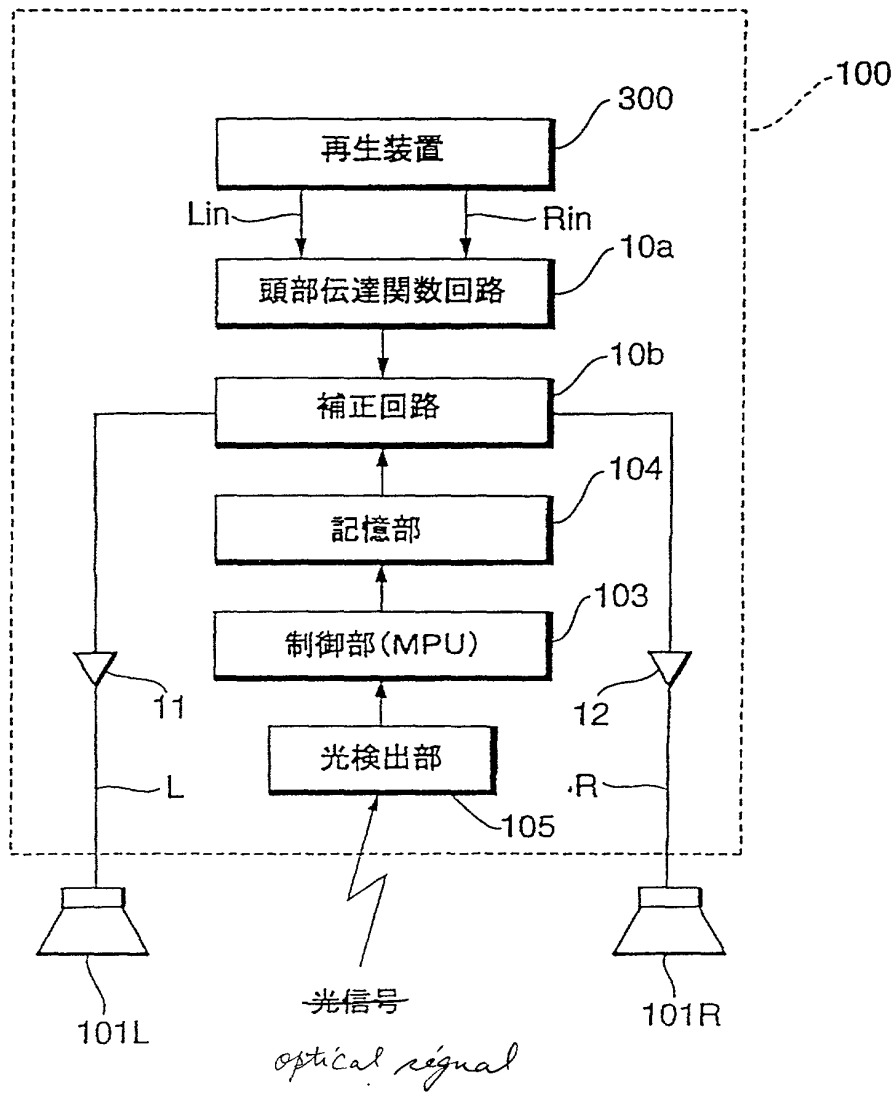 100
300
再生装置
Lin
Rin
10a
頭部伝達関数回路
10b
補正回路
104
記憶部
103
制御部(MPU)
11
12
光検出部
L
R
105
光信号
101L
101R
optical signal